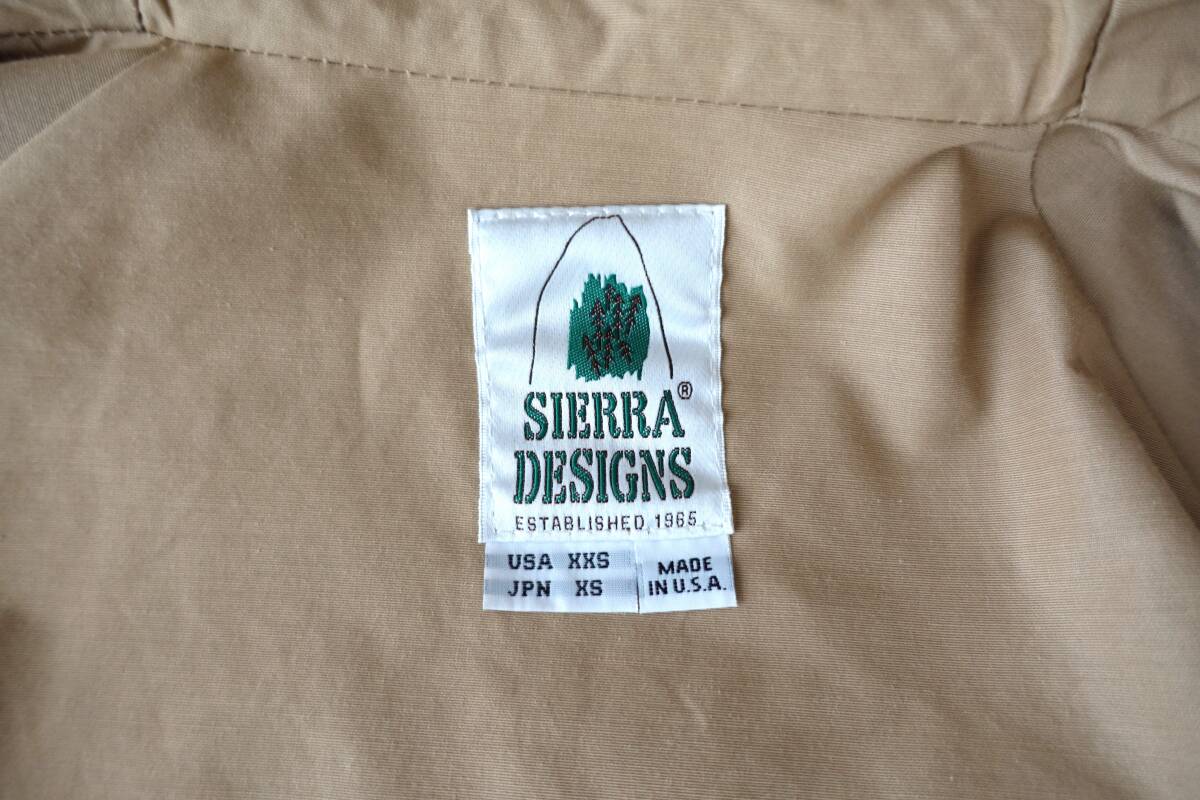 SIERRA®
DESIGNS
ESTABLISHED 1965
USA XXS
JPN XS
MADE
IN U.S.A.